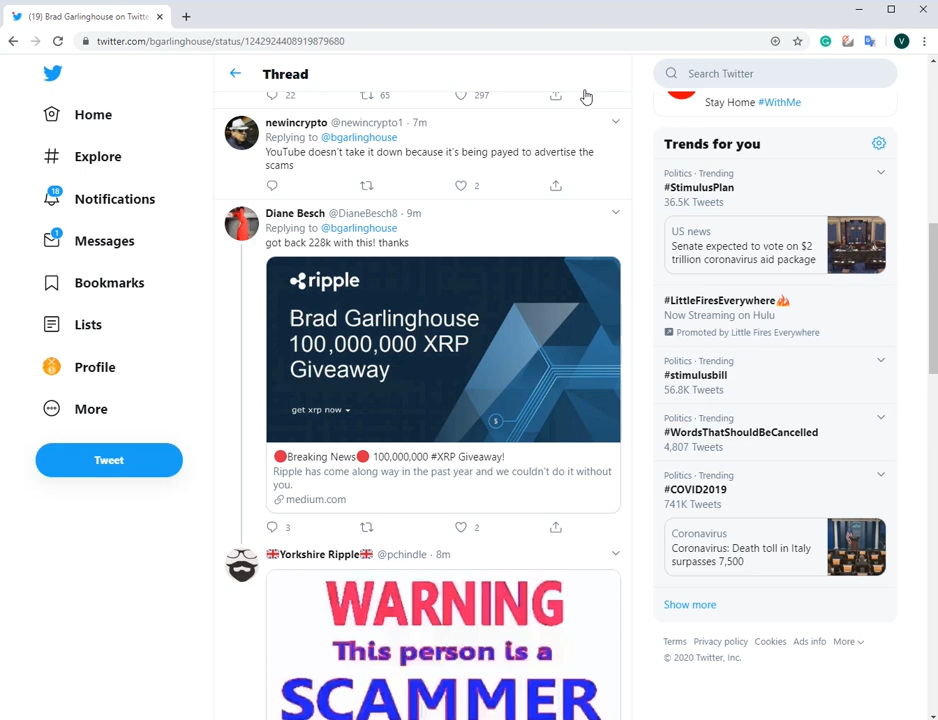 (19) Brad Garlinghouse on Twitte
twitter.com/bgarlinghouse/status/1242924408919879680
V
Thread
Search Twitter
Home
Explore
18
Notifications
1
Messages
Bookmarks
Lists
Profile
More
Tweet
22 65 297
newincrypto @newincrypto1 · 7m
Replying to @bgarlinghouse
YouTube doesn't take it down because it's being payed to advertise the
scams
2
Diane Besch @DianeBesch8 · 9m
Replying to @bgarlinghouse
got back 228k with this! thanks
ripple
Brad Garlinghouse
100,000,000 XRP
Giveaway
get xrp now
$
🔴Breaking News🔴 100,000,000 #XRP Giveaway!
Ripple has come along way in the past year and we couldn't do it without
you.
medium.com
3 2
🇬🇧Yorkshire Ripple🇬🇧 @pchindle · 8m
WARNING
This person is a
SCAMMER
Stay Home #WithMe
Trends for you
Politics · Trending
#StimulusPlan
36.5K Tweets
US news
Senate expected to vote on $2
trillion coronavirus aid package
#LittleFiresEverywhere🔥
Now Streaming on Hulu
Promoted by Little Fires Everywhere
Politics · Trending
#stimulusbill
56.8K Tweets
Politics · Trending
#WordsThatShouldBeCancelled
4,807 Tweets
Politics · Trending
#COVID2019
741K Tweets
Coronavirus
Coronavirus: Death toll in Italy
surpasses 7,500
Show more
Terms Privacy policy Cookies Ads info More
© 2020 Twitter, Inc.